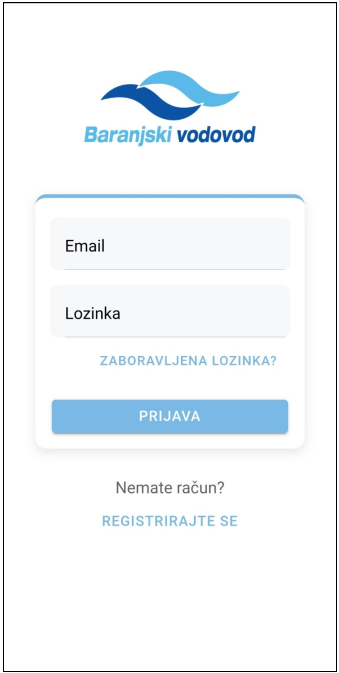 Baranjski vodovod
Email
Lozinka
ZABORAVLJENA LOZINKA?
PRIJAVA
Nemate račun?
REGISTRIRAJTE SE